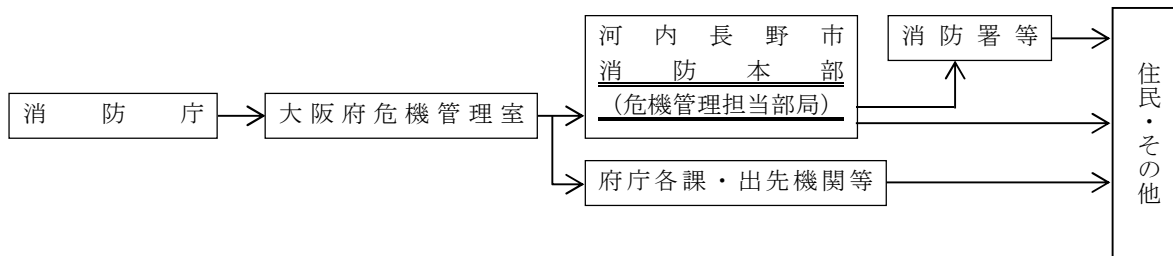 消防庁
大阪府危機管理室
河内長野市
消防本部
(危機管理担当部局)
消防署等
府庁各課・出先機関等
住民・その他